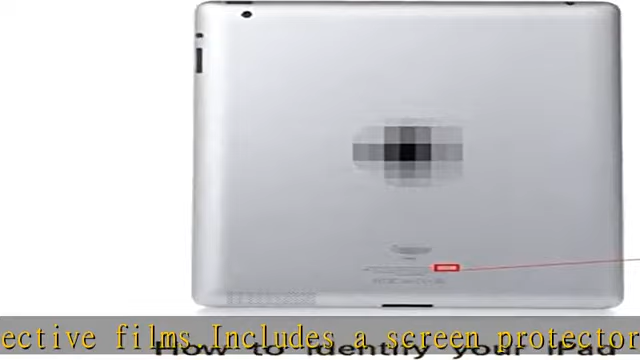 ective films.Includes a screen protector
How to identify your iPad